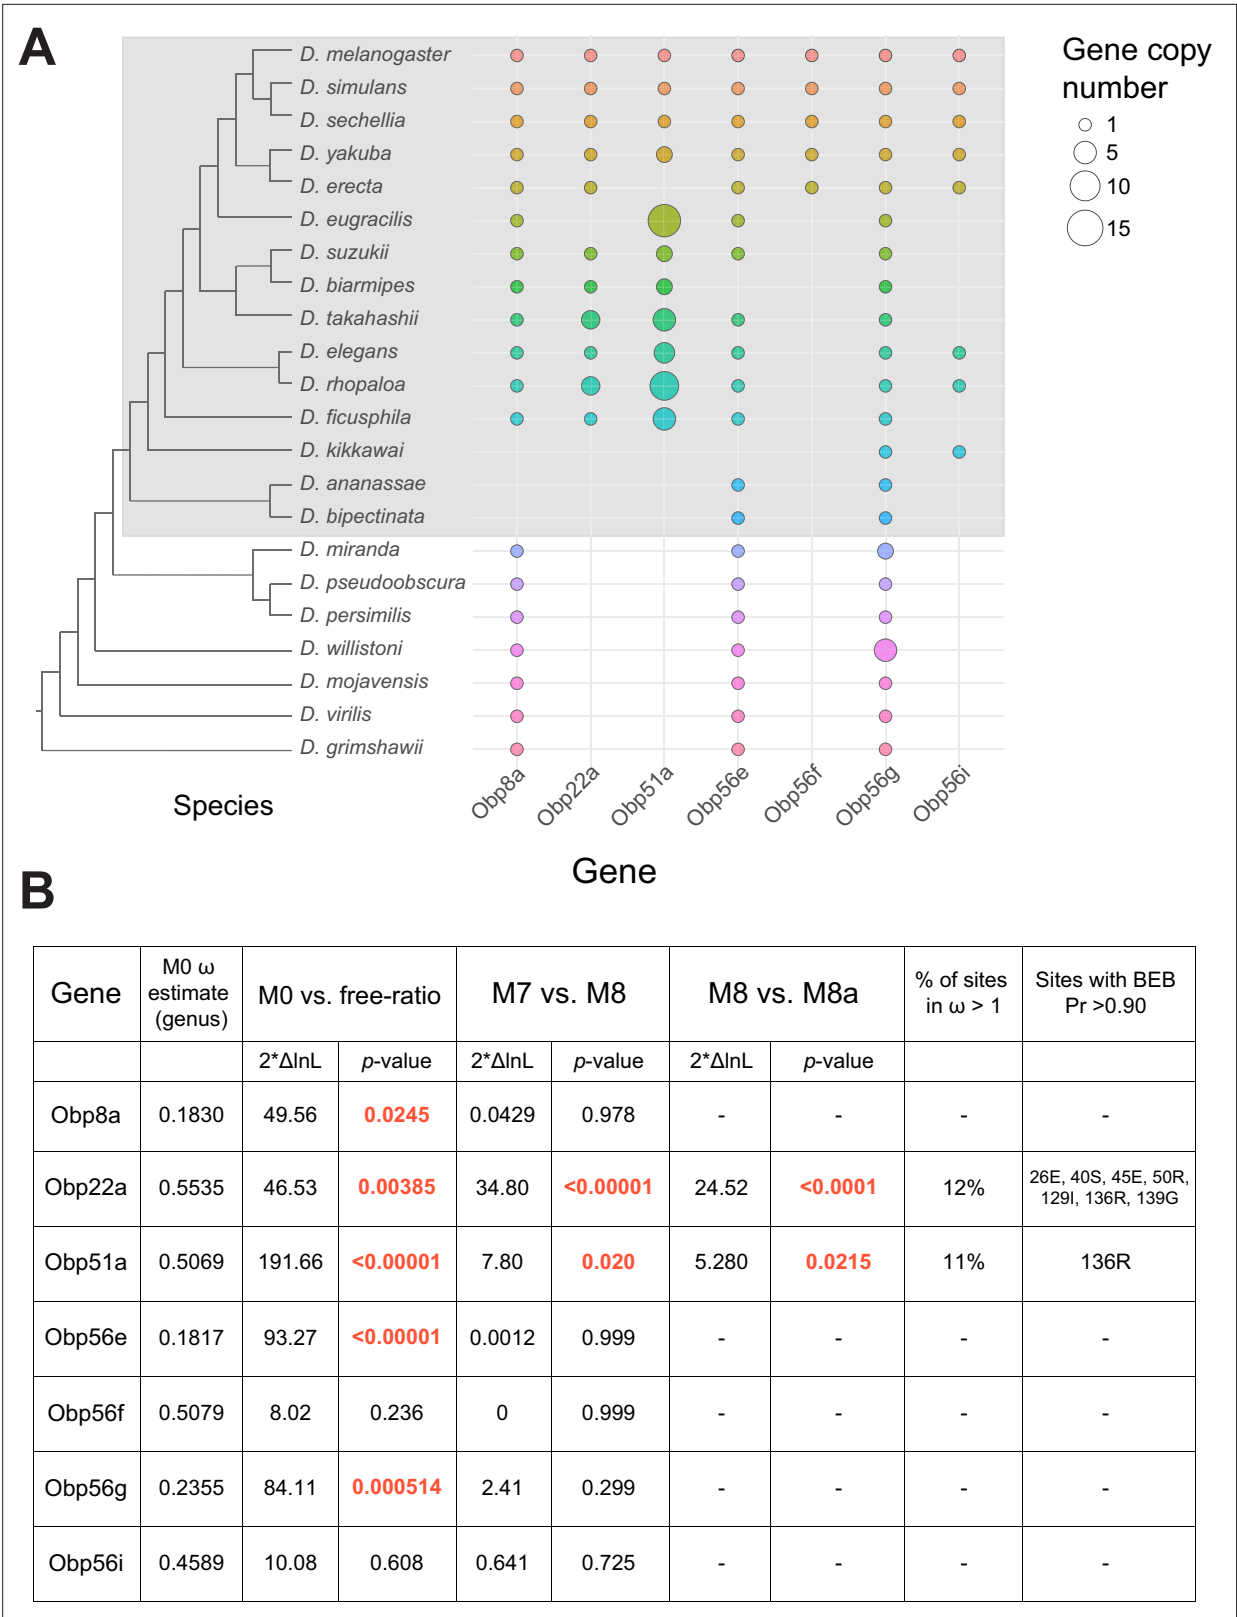 A
Gene copy
number
1
5
10
15
D. melanogaster
D. simulans
D. sechellia
D. yakuba
D. erecta
D. eugracilis
D. suzukii
D. biarmipes
D. takahashii
D. elegans
D. rhopaloa
D. ficusphila
D. kikkawai
D. ananassae
D. bipectinata
D. miranda
D. pseudoobscura
D. persimilis
D. willistoni
D. mojavensis
D. virilis
D. grimshawii
Species
Obp8a
Obp22a
Obp51a
Obp56e
Obp56f
Obp56g
Obp56i
Gene
B
Gene
M0 ω
estimate
(genus)
M0 vs. free-ratio
M7 vs. M8
M8 vs. M8a
% of sites
in ω > 1
Sites with BEB
Pr >0.90
2*ΔlnL p-value 2*ΔlnL p-value 2*ΔlnL p-value
Obp8a 0.1830 49.56 0.0245 0.0429 0.978 - - - -
Obp22a 0.5535 46.53 0.00385 34.80 <0.00001 24.52 <0.0001 12% 26E, 40S, 45E, 50R,
129I, 136R, 139G
Obp51a 0.5069 191.66 <0.00001 7.80 0.020 5.280 0.0215 11% 136R
Obp56e 0.1817 93.27 <0.00001 0.0012 0.999 - - - -
Obp56f 0.5079 8.02 0.236 0 0.999 - - - -
Obp56g 0.2355 84.11 0.000514 2.41 0.299 - - - -
Obp56i 0.4589 10.08 0.608 0.641 0.725 - - - -